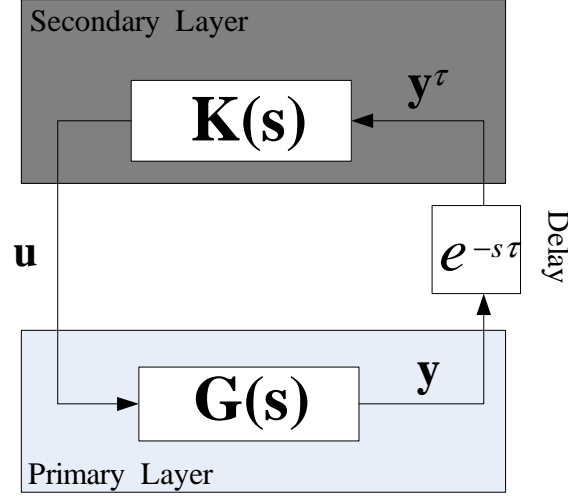 Secondary Layer
K(s)
y^τ
u
e^{-sτ}
Delay
G(s)
y
Primary Layer